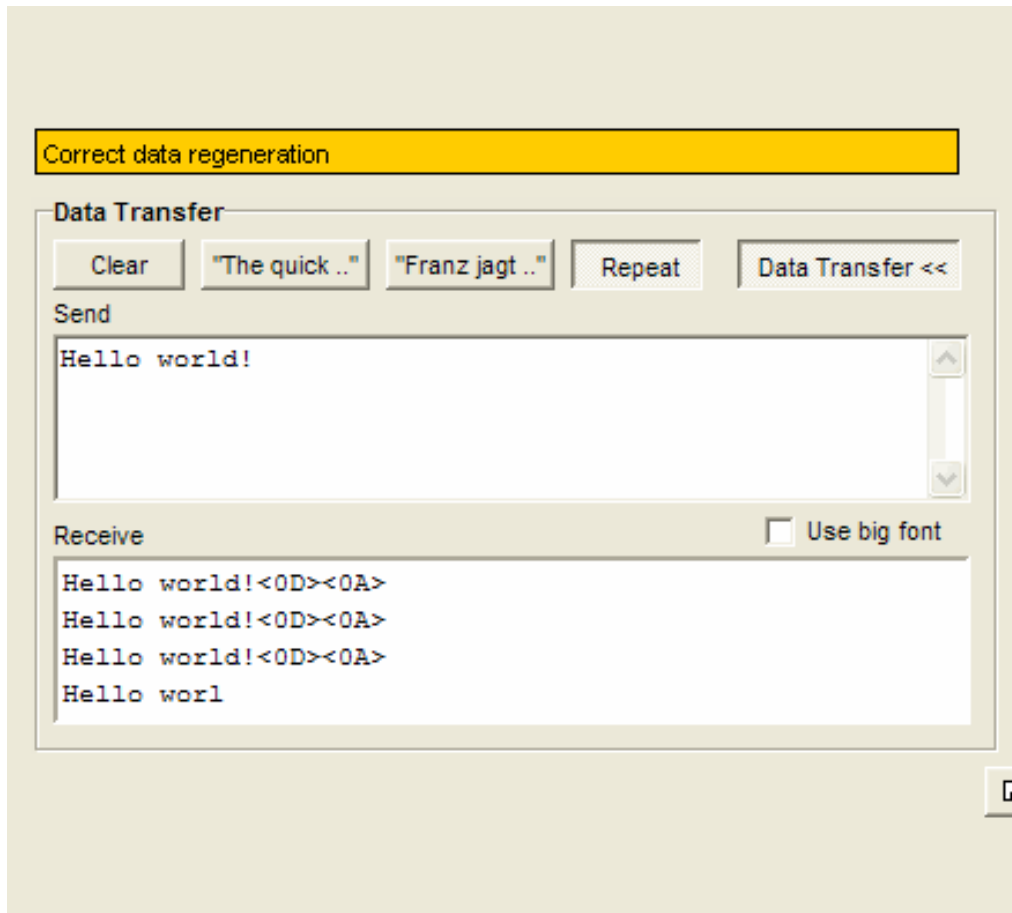 Correct data regeneration
Data Transfer
Clear "The quick .." "Franz jagt .." Repeat Data Transfer <<
Send
Hello world!
Receive Use big font
Hello world!<0D><0A>
Hello world!<0D><0A>
Hello world!<0D><0A>
Hello worl